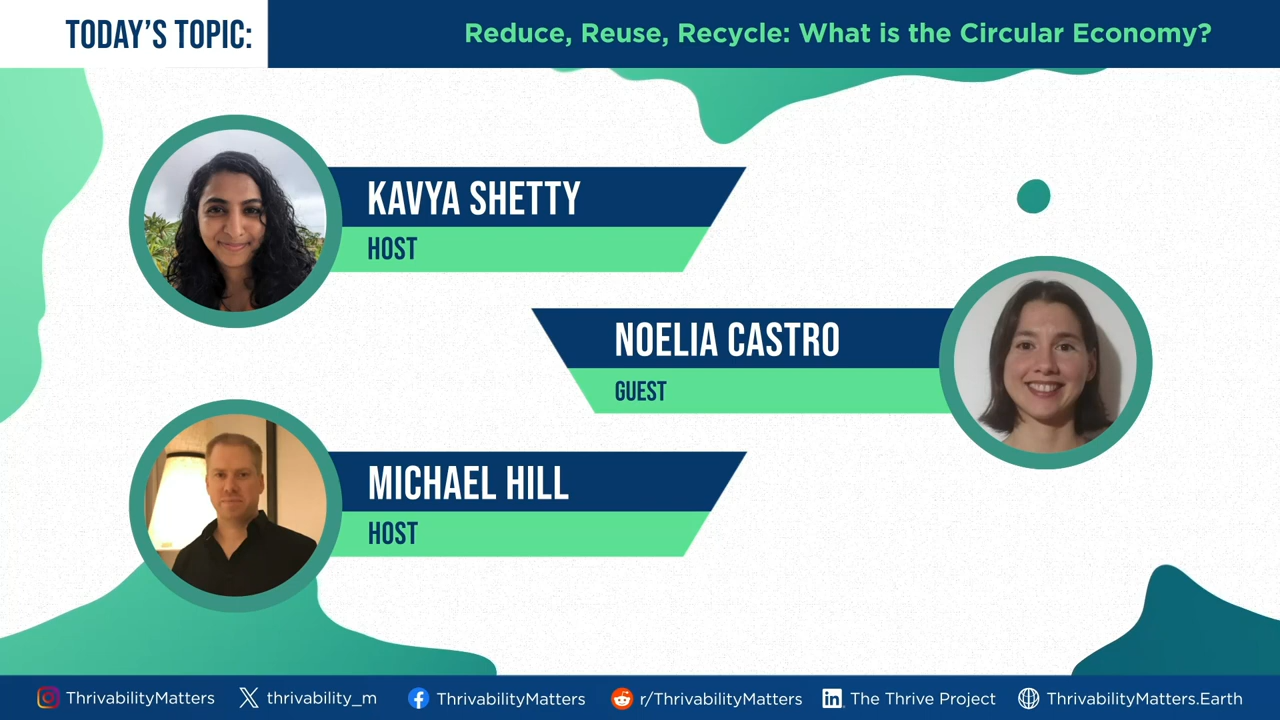 TODAY'S TOPIC:
Reduce, Reuse, Recycle: What is the Circular Economy?
KAVYA SHETTY
HOST
NOELIA CASTRO
GUEST
MICHAEL HILL
HOST
ThrivabilityMatters
thrivability_m
ThrivabilityMatters
r/ThrivabilityMatters
in
The Thrive Project
ThrivabilityMatters.Earth